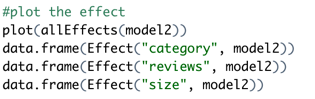 #plot the effect
plot(allEffects(model2))
data.frame(Effect("category", model2))
data.frame(Effect("reviews", model2))
data.frame(Effect("size", model2))